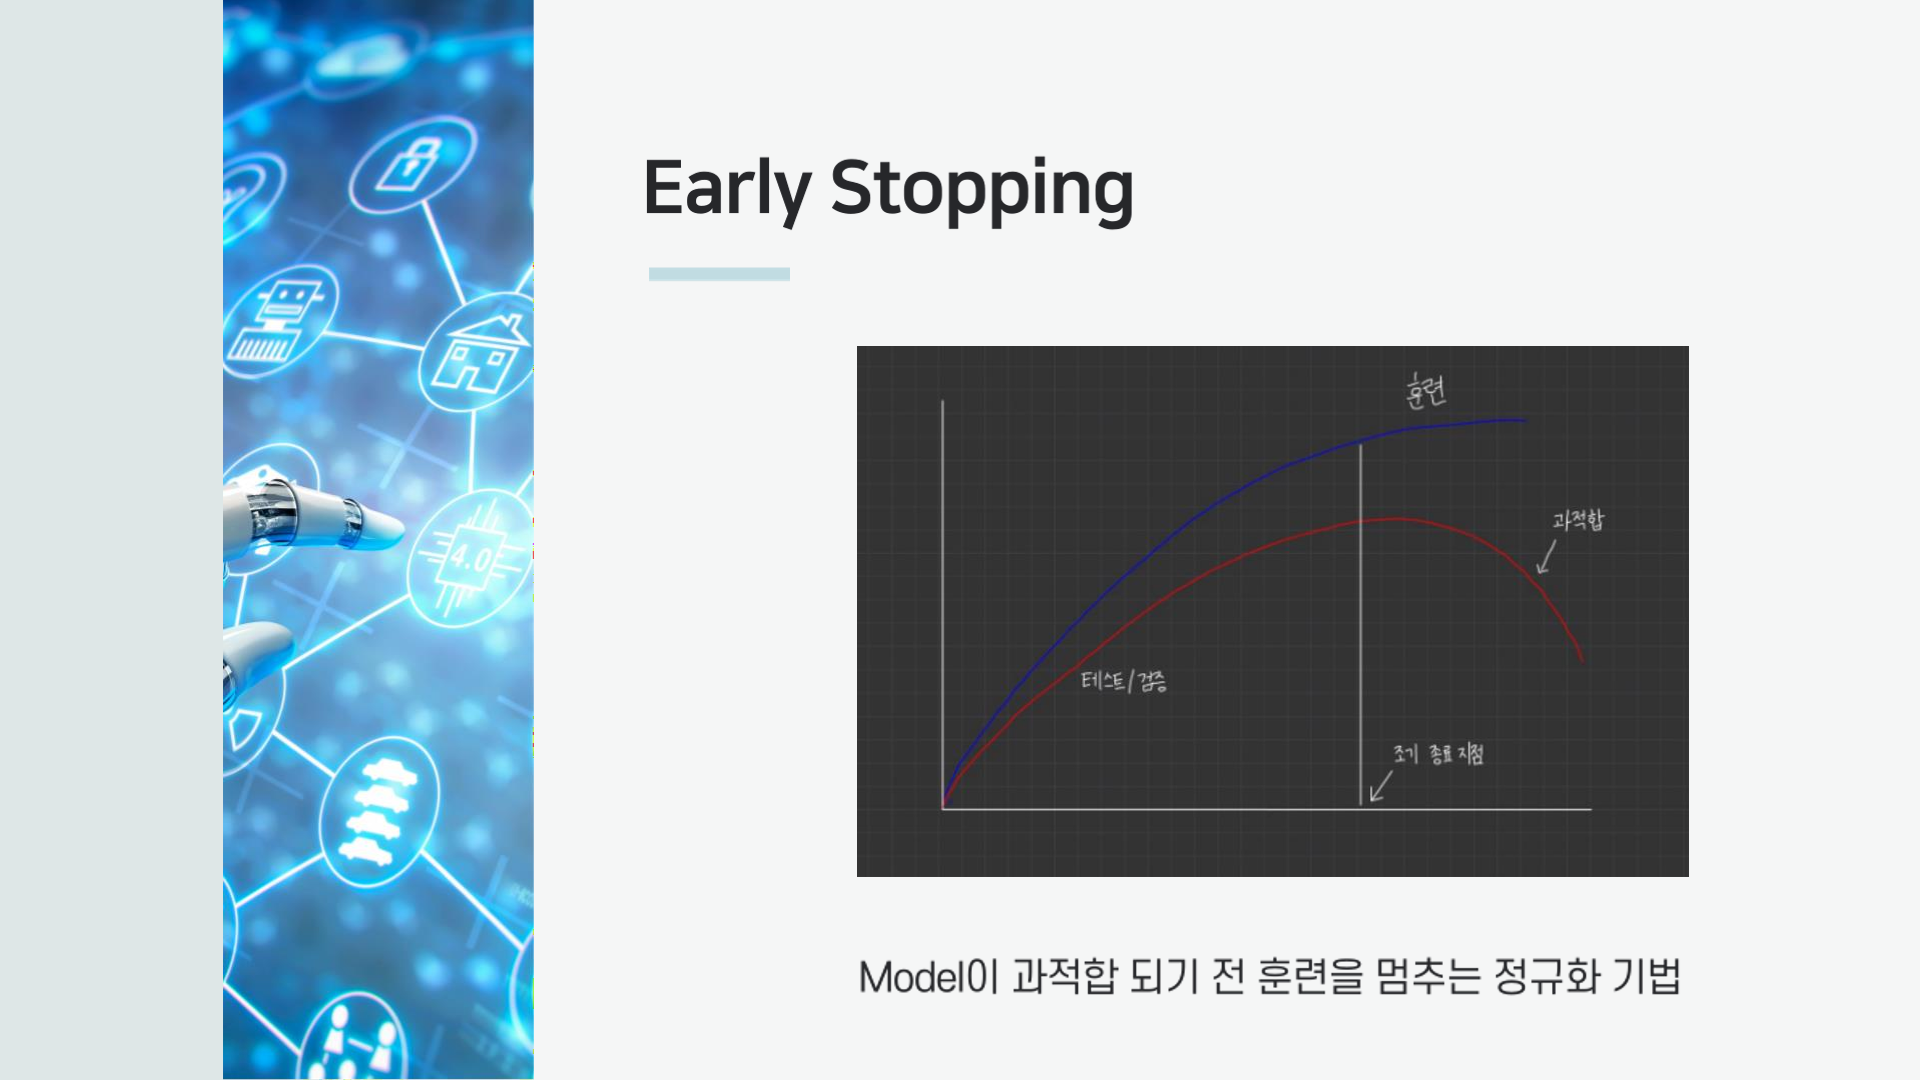 Early Stopping
훈련
과적합
테스트/검증
조기 종료 지점
Model이 과적합 되기 전 훈련을 멈추는 정규화 기법
4.0